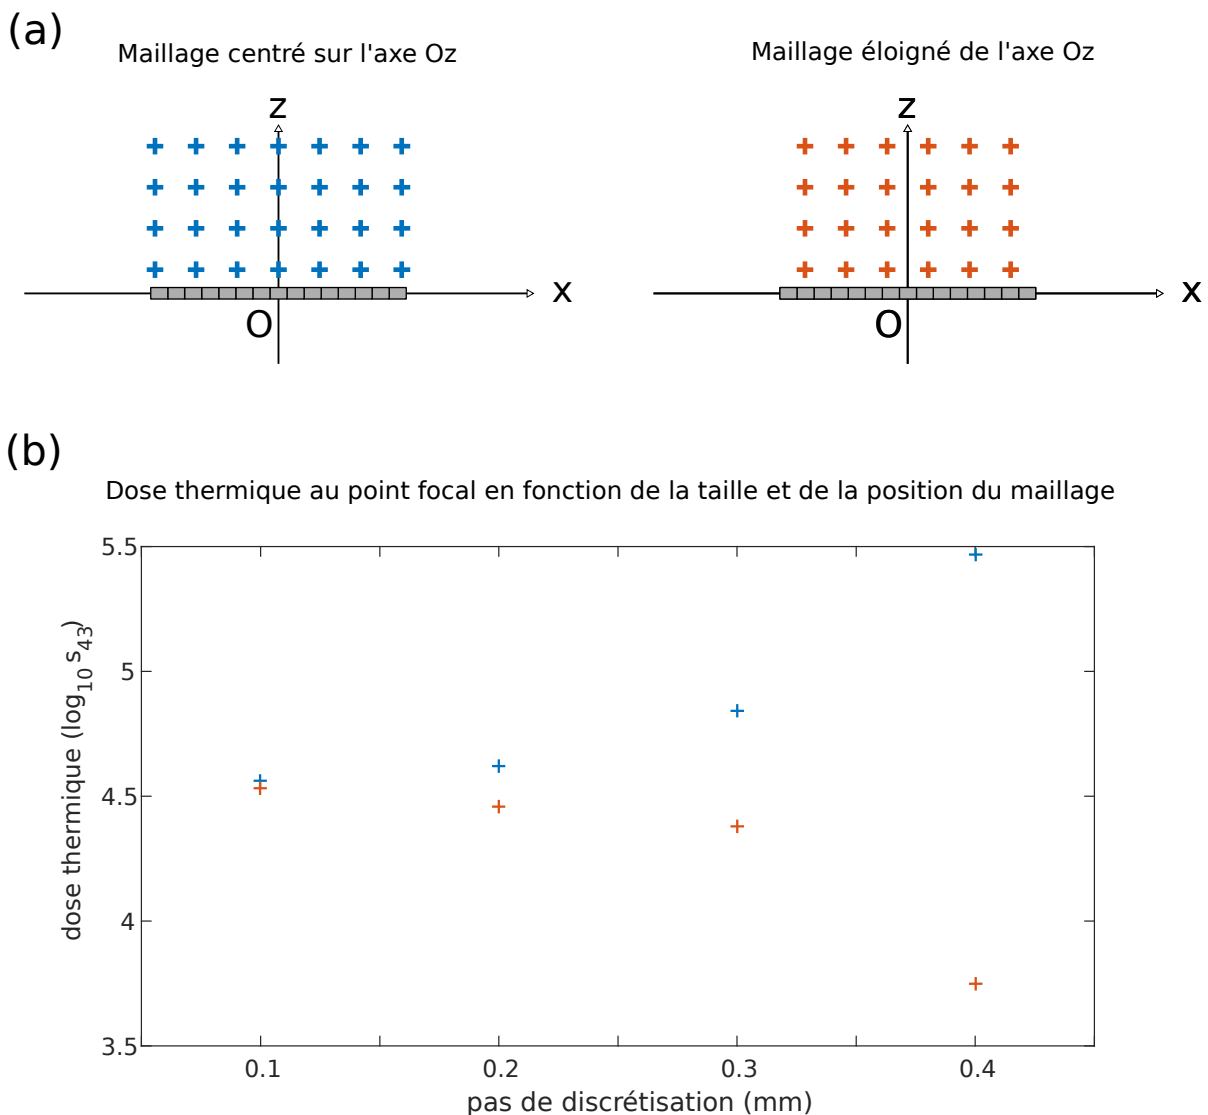 (a)
Maillage centré sur l'axe Oz
Maillage éloigné de l'axe Oz
z
z
x
x
O
O
(b)
Dose thermique au point focal en fonction de la taille et de la position du maillage
5.5
5
4.5
4
3.5
dose thermique (log₁₀ s₄₃)
0.1
0.2
0.3
0.4
pas de discrétisation (mm)